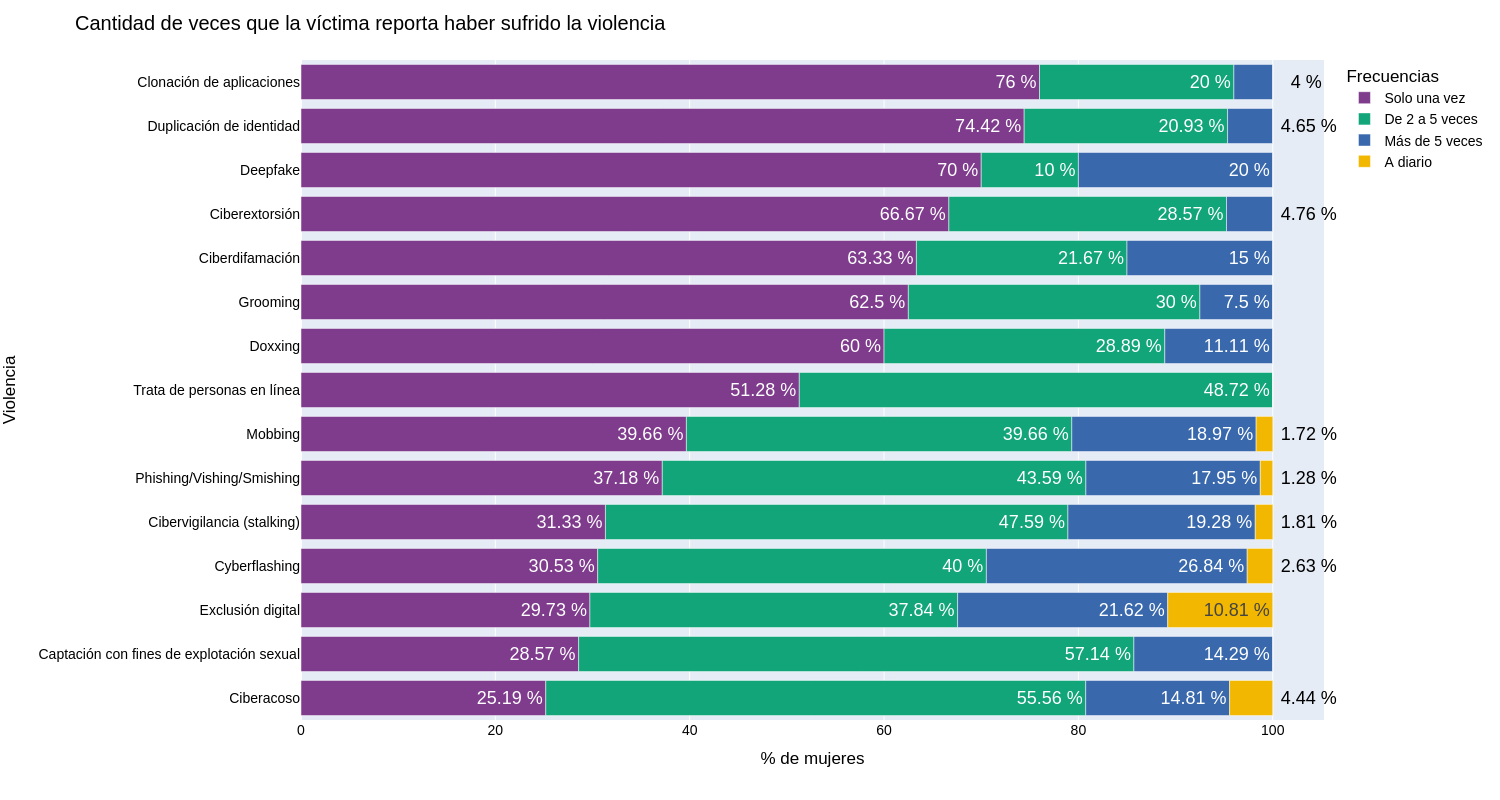 Cantidad de veces que la víctima reporta haber sufrido la violencia
Clonación de aplicaciones 76 % 20 % 4 %
Duplicación de identidad 74.42 % 20.93 % 4.65 %
Deepfake 70 % 10 % 20 %
Ciberextorsión 66.67 % 28.57 % 4.76 %
Ciberdifamación 63.33 % 21.67 % 15 %
Grooming 62.5 % 30 % 7.5 %
Doxxing 60 % 28.89 % 11.11 %
Trata de personas en línea 51.28 % 48.72 %
Mobbing 39.66 % 39.66 % 18.97 % 1.72 %
Phishing/Vishing/Smishing 37.18 % 43.59 % 17.95 % 1.28 %
Cibervigilancia (stalking) 31.33 % 47.59 % 19.28 % 1.81 %
Cyberflashing 30.53 % 40 % 26.84 % 2.63 %
Exclusión digital 29.73 % 37.84 % 21.62 % 10.81 %
Captación con fines de explotación sexual 28.57 % 57.14 % 14.29 %
Ciberacoso 25.19 % 55.56 % 14.81 % 4.44 %
0 20 40 60 80 100
% de mujeres
Violencia
Frecuencias
Solo una vez
De 2 a 5 veces
Más de 5 veces
A diario